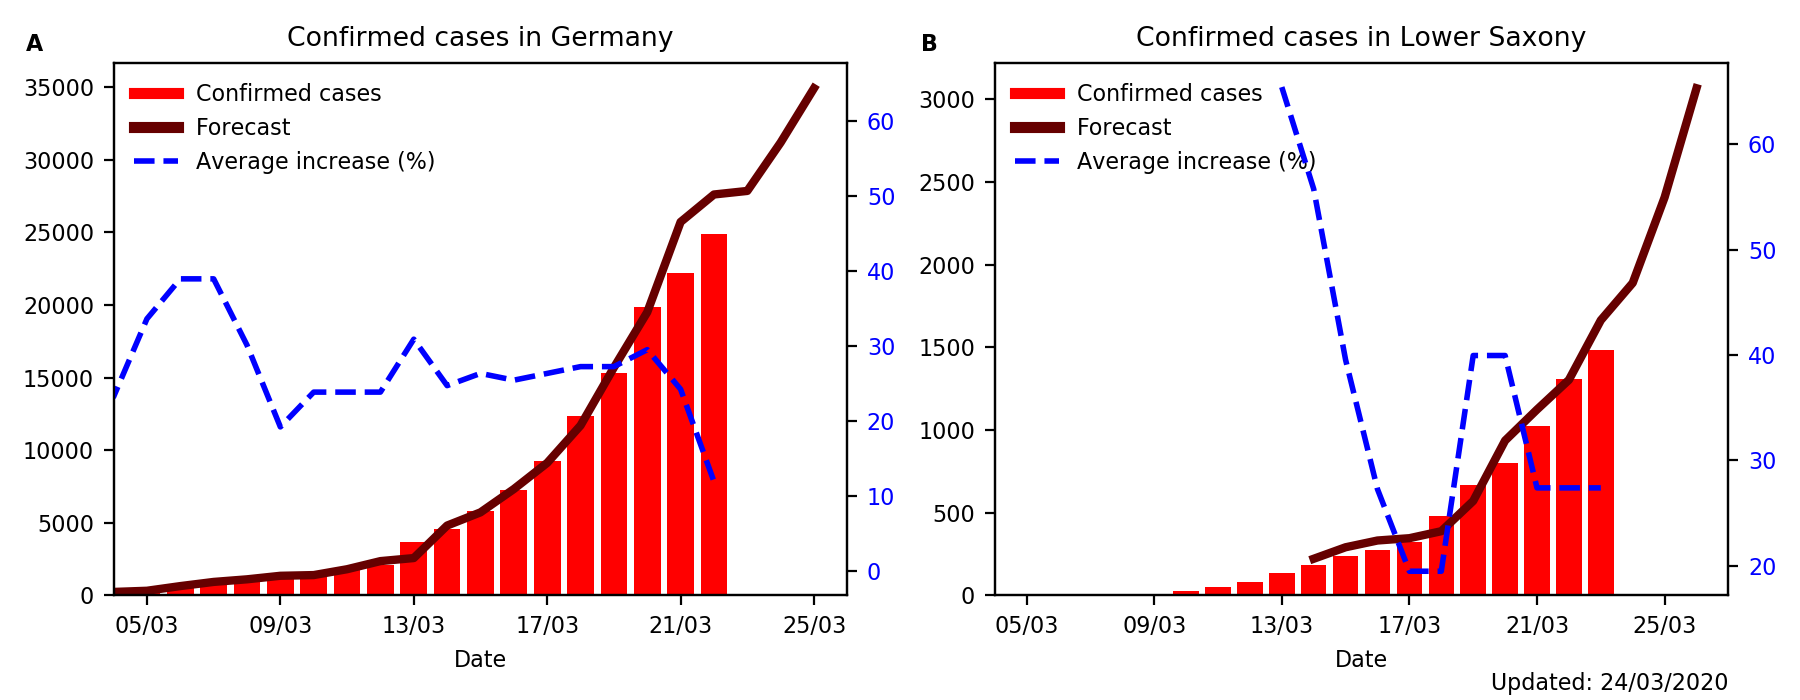 A
Confirmed cases in Germany
Confirmed cases
Forecast
Average increase (%)
35000
30000
25000
20000
15000
10000
5000
0
60
50
40
30
20
10
0
05/03 09/03 13/03 17/03 21/03 25/03
Date
B
Confirmed cases in Lower Saxony
Confirmed cases
Forecast
Average increase (%)
3000
2500
2000
1500
1000
500
0
60
50
40
30
20
05/03 09/03 13/03 17/03 21/03 25/03
Date
Updated: 24/03/2020